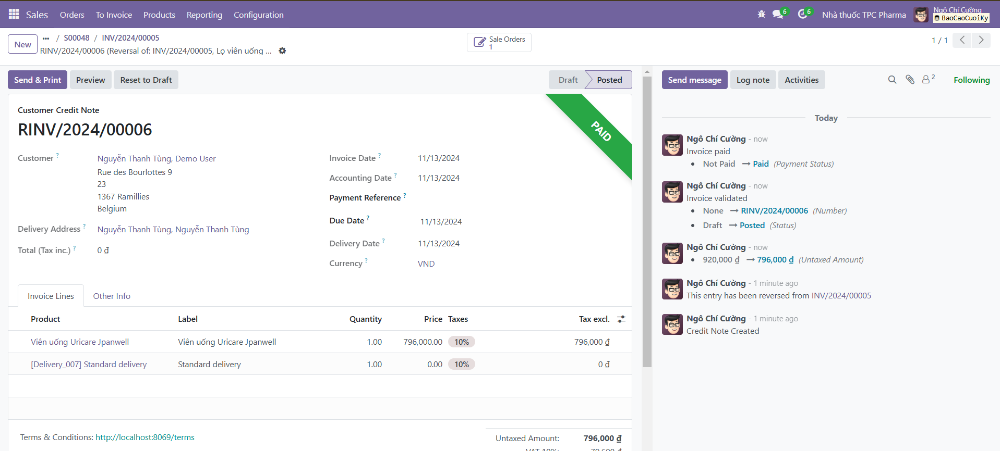 Sales Orders To Invoice Products Reporting Configuration 6 6 Nhà thuốc TPC Pharma Ngô Chí Cường
BaoCaoCuoiKy
New ••• / S00048 / INV/2024/00005
RINV/2024/00006 (Reversal of: INV/2024/00005, Lọ viên uống ...
Sale Orders
1
1 / 1
Send & Print Preview Reset to Draft Draft Posted
Customer Credit Note
RINV/2024/00006
PAID
Customer ? Nguyễn Thanh Tùng, Demo User
Rue des Bourlottes 9
23
1367 Ramillies
Belgium
Delivery Address ? Nguyễn Thanh Tùng, Nguyễn Thanh Tùng
Total (Tax inc.) ? 0 ₫
Invoice Date ? 11/13/2024
Accounting Date ? 11/13/2024
Payment Reference ?
Due Date ? 11/13/2024
Delivery Date ? 11/13/2024
Currency ? VND
Invoice Lines Other Info
Product Label Quantity Price Taxes Tax excl.
Viên uống Uricare Jpanwell Viên uống Uricare Jpanwell 1.00 796,000.00 10% 796,000 ₫
[Delivery_007] Standard delivery Standard delivery 1.00 0.00 10% 0 ₫
Terms & Conditions: http://localhost:8069/terms
Untaxed Amount: 796,000 ₫
VAT 10%: 79,600 ₫
Send message Log note Activities 2 Following
Today
Ngô Chí Cường - now
Invoice paid
• Not Paid → Paid (Payment Status)
Ngô Chí Cường - now
Invoice validated
• None → RINV/2024/00006 (Number)
• Draft → Posted (Status)
Ngô Chí Cường - now
• 920,000 ₫ → 796,000 ₫ (Untaxed Amount)
Ngô Chí Cường - 1 minute ago
This entry has been reversed from INV/2024/00005
Ngô Chí Cường - 1 minute ago
Credit Note Created